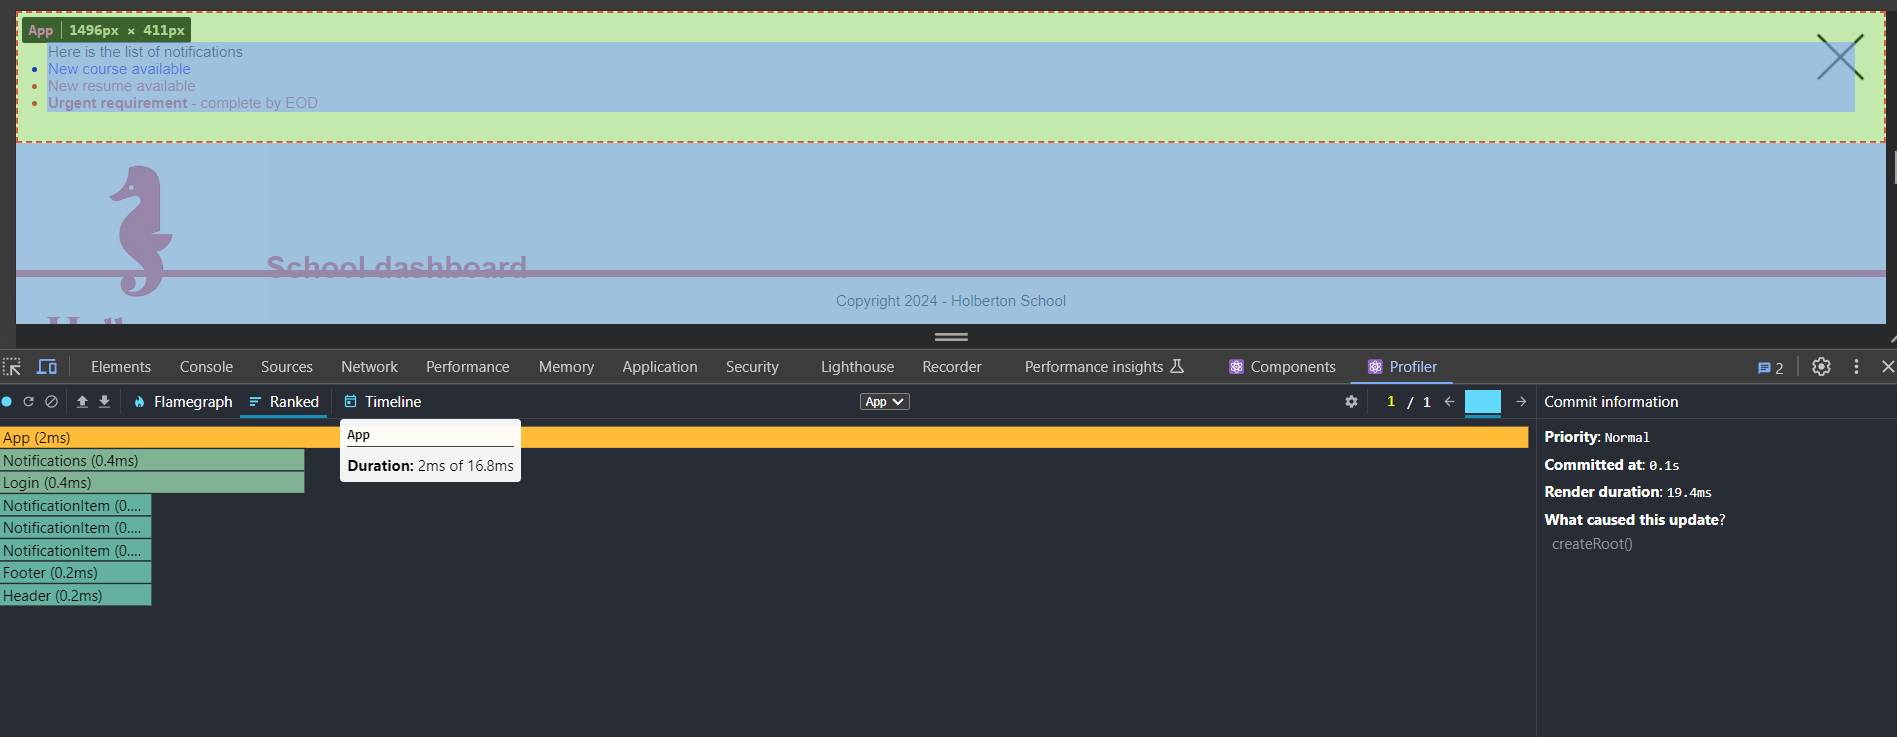 App | 1496px × 411px
Here is the list of notifications
New course available
New resume available
Urgent requirement - complete by EOD
School dashboard
Copyright 2024 - Holberton School
Elements Console Sources Network Performance Memory Application Security Lighthouse Recorder Performance insights Components Profiler 2
Flamegraph Ranked Timeline App 1 / 1 Commit information
App (2ms)
Notifications (0.4ms)
Login (0.4ms)
NotificationItem (0....
NotificationItem (0....
NotificationItem (0....
Footer (0.2ms)
Header (0.2ms)
App
Duration: 2ms of 16.8ms
Priority: Normal
Committed at: 0.1s
Render duration: 19.4ms
What caused this update?
createRoot()